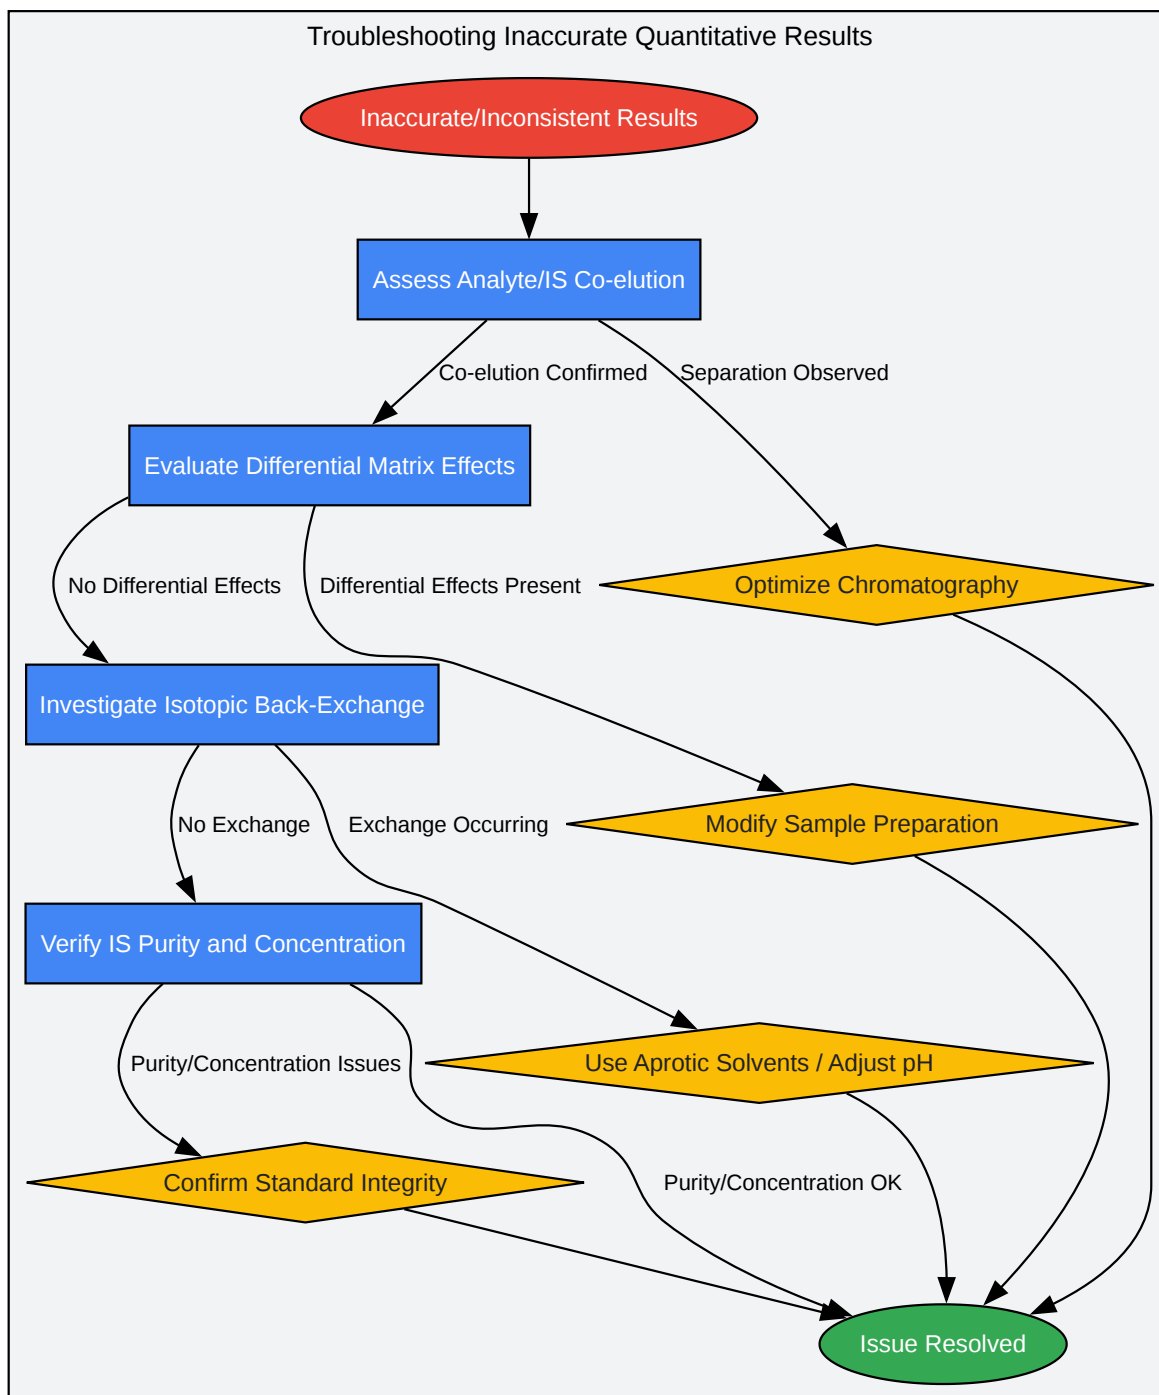 Troubleshooting Inaccurate Quantitative Results
Inaccurate/Inconsistent Results
Assess Analyte/IS Co-elution
Co-elution Confirmed
Separation Observed
Evaluate Differential Matrix Effects
No Differential Effects
Differential Effects Present
Optimize Chromatography
Investigate Isotopic Back-Exchange
No Exchange
Exchange Occurring
Modify Sample Preparation
Verify IS Purity and Concentration
Purity/Concentration Issues
Use Aprotic Solvents / Adjust pH
Confirm Standard Integrity
Purity/Concentration OK
Issue Resolved